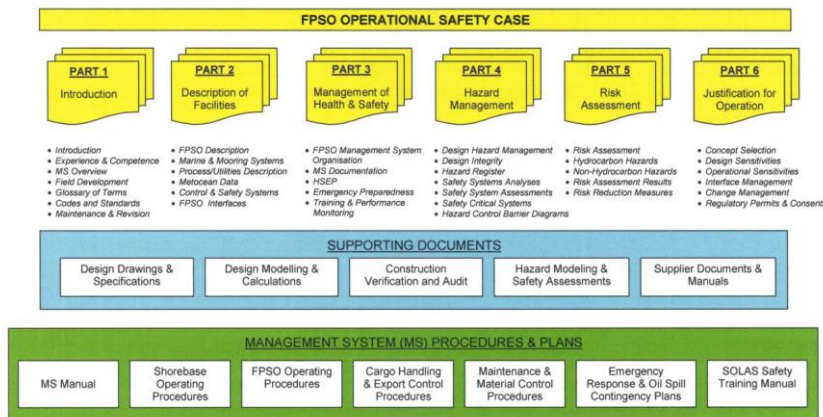 FPSO OPERATIONAL SAFETY CASE
PART 1
Introduction
PART 2
Description of
Facilities
PART 3
Management of
Health & Safety
PART 4
Hazard
Management
PART 5
Risk
Assessment
PART 6
Justification for
Operation
• Introduction
• Experience & Competence
• MS Overview
• Field Development
• Glossary of Terms
• Codes and Standards
• Maintenance & Revision
• FPSO Description
• Marine & Mooring Systems
• Process/Utilities Description
• Metocean Data
• Control & Safety Systems
• FPSO Interfaces
• FPSO Management System
Organisation
• MS Documentation
• HSEP
• Emergency Preparedness
• Training & Performance
Monitoring
• Design Hazard Management
• Design Integrity
• Hazard Register
• Safety Systems Analyses
• Safety System Assessments
• Safety Critical Systems
• Hazard Control Barrier Diagrams
• Risk Assessment
• Hydrocarbon Hazards
• Non-Hydrocarbon Hazards
• Risk Assessment Results
• Risk Reduction Measures
• Concept Selection
• Design Sensitivities
• Operational Sensitivities
• Interface Management
• Change Management
• Regulatory Permits & Consent
SUPPORTING DOCUMENTS
Design Drawings &
Specifications
Design Modelling &
Calculations
Construction
Verification and Audit
Hazard Modeling &
Safety Assessments
Supplier Documents &
Manuals
MANAGEMENT SYSTEM (MS) PROCEDURES & PLANS
MS Manual
Shorebase
Operating
Procedures
FPSO Operating
Procedures
Cargo Handling
& Export Control
Procedures
Maintenance &
Material Control
Procedures
Emergency
Response & Oil Spill
Contingency Plans
SOLAS Safety
Training Manual